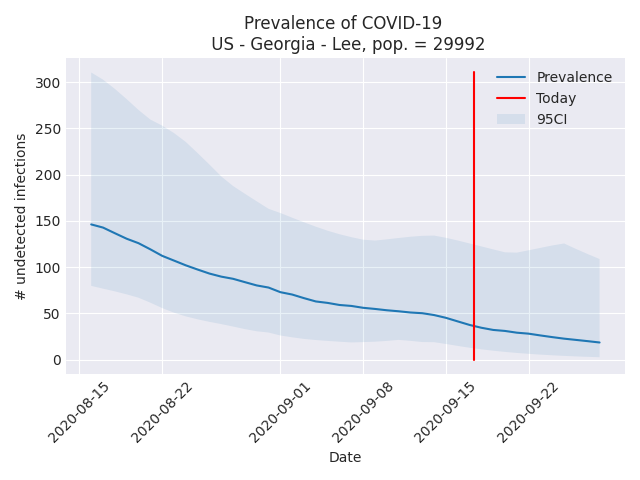 Prevalence of COVID-19
US - Georgia - Lee, pop. = 29992
Prevalence
Today
95CI
# undetected infections
300
250
200
150
100
50
0
2020-08-15
2020-08-22
2020-09-01
2020-09-08
2020-09-15
2020-09-22
Date